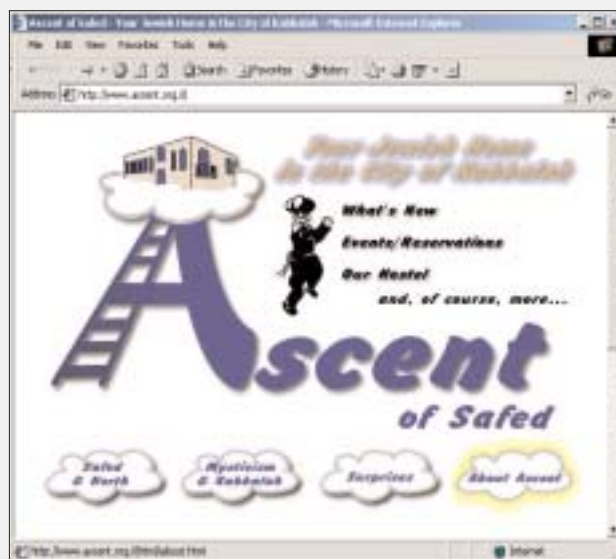 Ascent of Safed - Your Jewish Home in the City of Kabbalah - Microsoft Internet Explorer
File Edit View Favorites Tools Help
Search Favorites History
Address http://www.ascent.org.il
Your Jewish Home
in the City of Kabbalah
What's New
Events/Reservations
Our Hostel
and, of course, more...
Ascent
of Safed
Safed
& North
Mysticism
& Kabbalah
Surprises
About Ascent
Internet